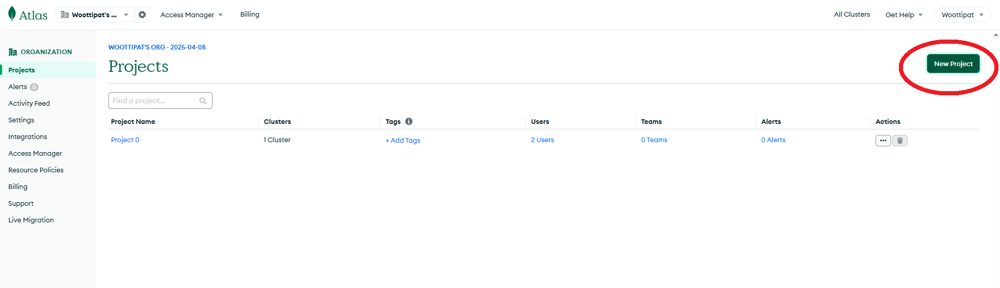 Atlas Woottipat's ... Access Manager Billing All Clusters Get Help Woottipat
ORGANIZATION
Projects
Alerts 0
Activity Feed
Settings
Integrations
Access Manager
Resource Policies
Billing
Support
Live Migration
WOOTTIPAT'S ORG - 2025-04-08
Projects
New Project
Find a project...
Project Name Clusters Tags Users Teams Alerts Actions
Project 0 1 Cluster + Add Tags 2 Users 0 Teams 0 Alerts